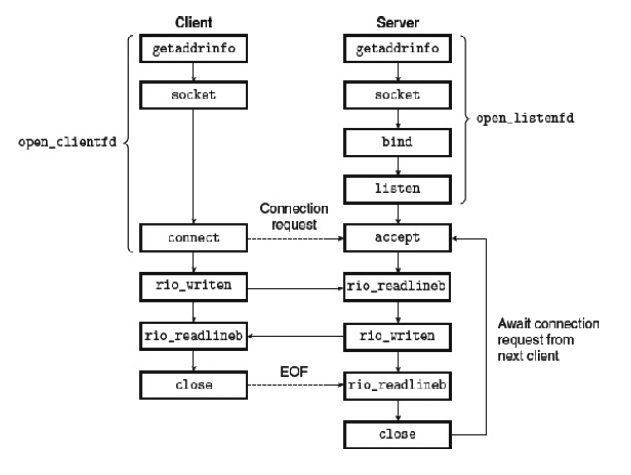 Client
Server
getaddrinfo
getaddrinfo
socket
socket
open_clientfd
open_listenfd
bind
listen
Connection
request
connect
accept
rio_writen
rio_readlineb
rio_readlineb
rio_writen
Await connection
request from
next client
EOF
close
rio_readlineb
close